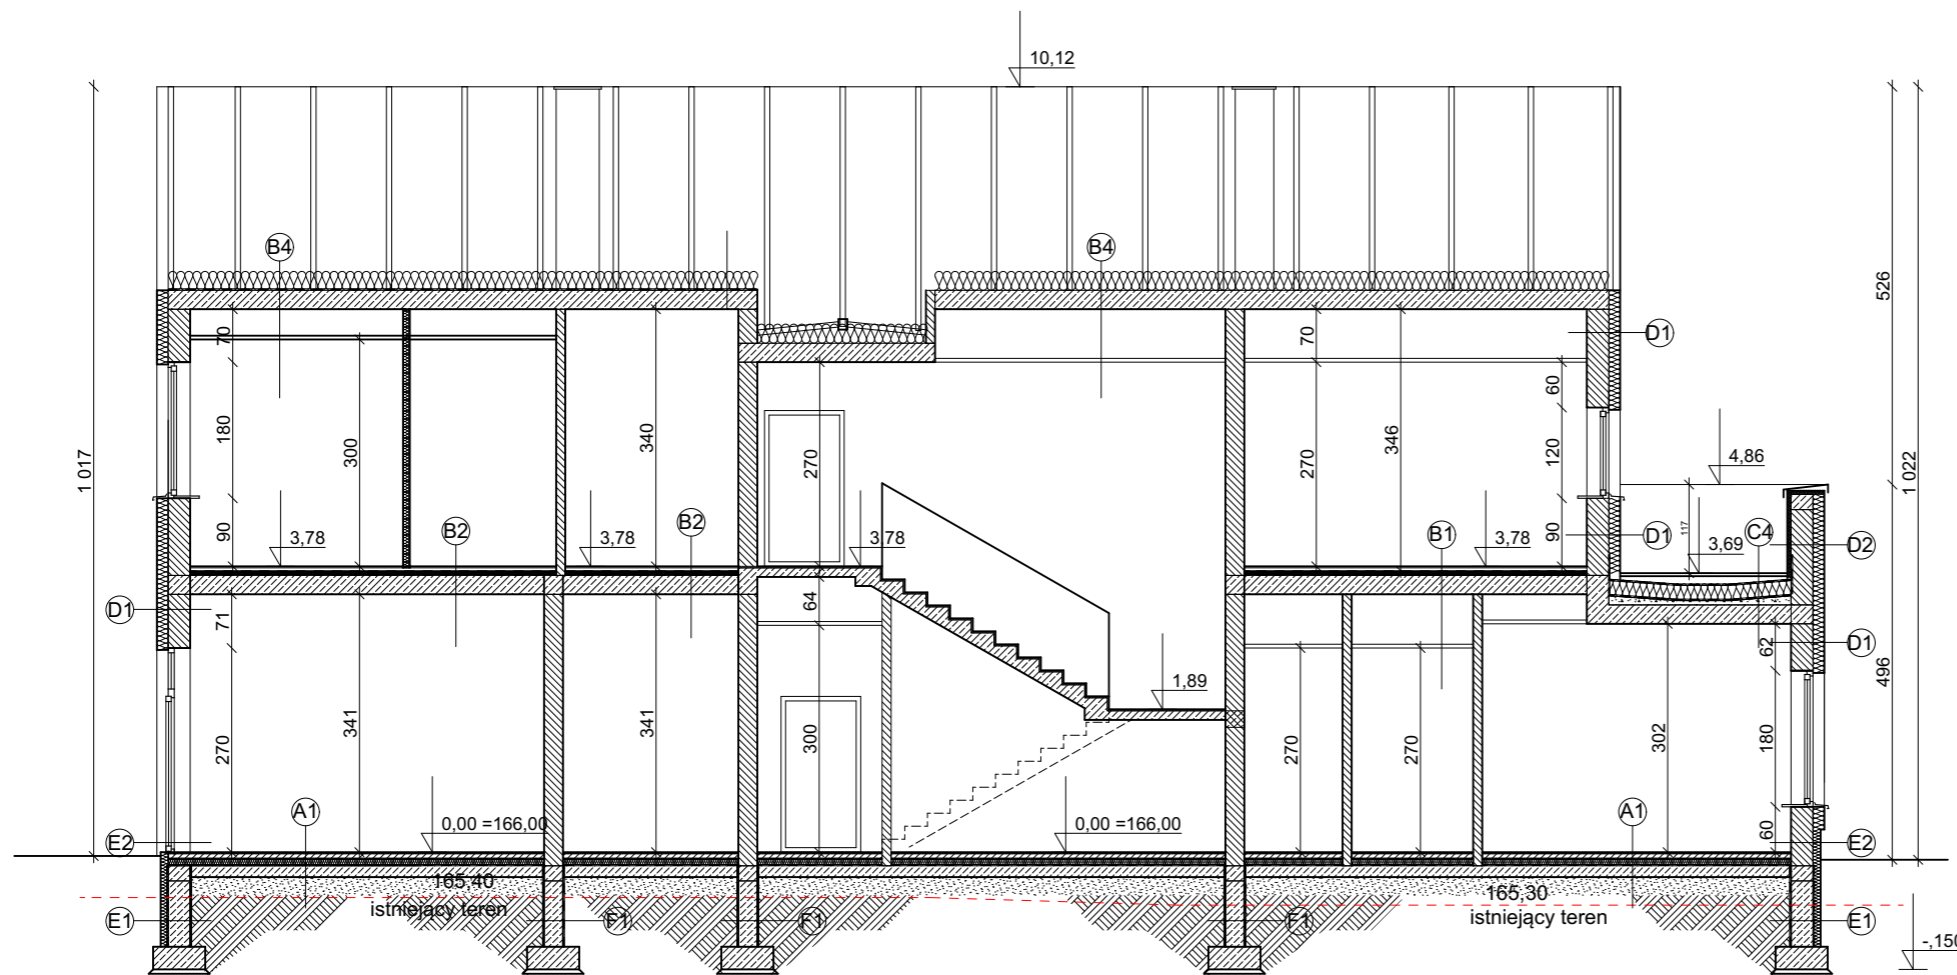 10,12
B4
B4
526
70
70
D1
60
1 017
180
300
340
270
270
346
120
1 022
4,86
90
3,78
B2
3,78
B2
3,78
B1
3,78
90
D1
117
3,69
C4
D2
D1
71
64
62
D1
1,89
496
270
341
341
300
270
270
302
180
A1
0,00 =166,00
0,00 =166,00
A1
60
E2
E2
165,40
istniejący teren
165,30
istniejący teren
E1
F1
F1
F1
E1
-,150